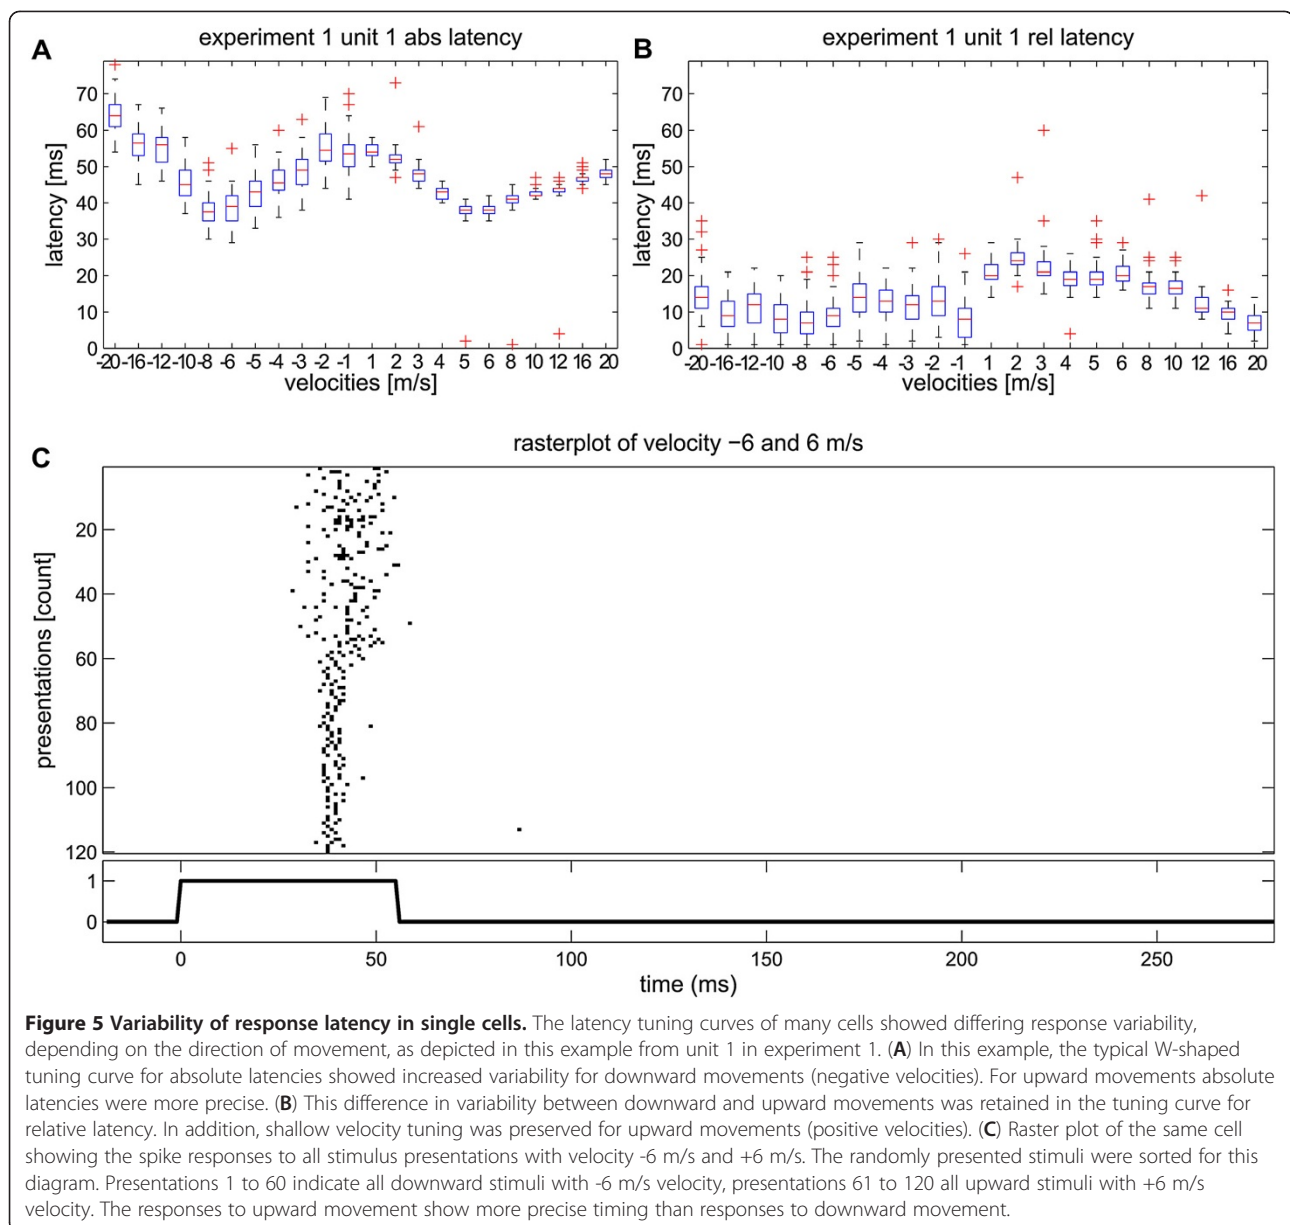 A
experiment 1 unit 1 abs latency
latency [ms]
70
60
50
40
30
20
10
0
-20 -16 -12 -10 -8 -6 -5 -4 -3 -2 -1 1 2 3 4 5 6 8 10 12 16 20
velocities [m/s]
B
experiment 1 unit 1 rel latency
latency [ms]
70
60
50
40
30
20
10
0
-20 -16 -12 -10 -8 -6 -5 -4 -3 -2 -1 1 2 3 4 5 6 8 10 12 16 20
velocities [m/s]
C
rasterplot of velocity −6 and 6 m/s
presentations [count]
20
40
60
80
100
120
1
0
0 50 100 150 200 250
time (ms)
Figure 5 Variability of response latency in single cells. The latency tuning curves of many cells showed differing response variability,
depending on the direction of movement, as depicted in this example from unit 1 in experiment 1. (A) In this example, the typical W-shaped
tuning curve for absolute latencies showed increased variability for downward movements (negative velocities). For upward movements absolute
latencies were more precise. (B) This difference in variability between downward and upward movements was retained in the tuning curve for
relative latency. In addition, shallow velocity tuning was preserved for upward movements (positive velocities). (C) Raster plot of the same cell
showing the spike responses to all stimulus presentations with velocity -6 m/s and +6 m/s. The randomly presented stimuli were sorted for this
diagram. Presentations 1 to 60 indicate all downward stimuli with -6 m/s velocity, presentations 61 to 120 all upward stimuli with +6 m/s
velocity. The responses to upward movement show more precise timing than responses to downward movement.